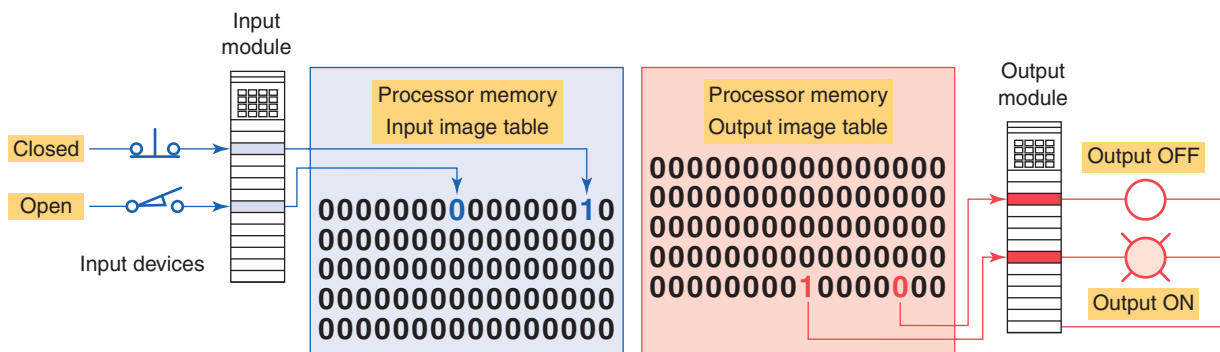 Input
module
Closed
Open
Input devices
Processor memory
Input image table
0000000000000010
0000000000000000
0000000000000000
0000000000000000
0000000000000000
Processor memory
Output image table
0000000000000000
0000000000000000
0000000000000000
0000000000000000
0000000010000000
Output
module
Output OFF
Output ON